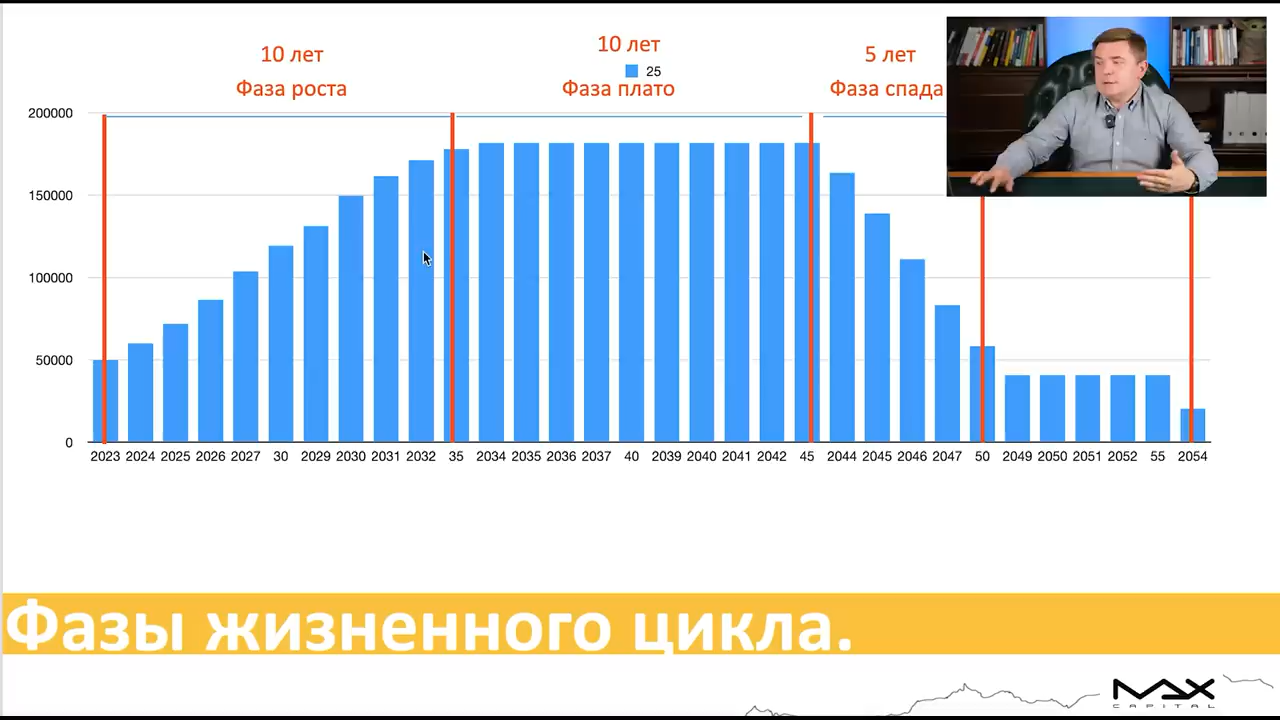 10 лет
Фаза роста
10 лет
25
Фаза плато
5 лет
Фаза спада
200000
150000
100000
50000
0
2023 2024 2025 2026 2027 30 2029 2030 2031 2032 35 2034 2035 2036 2037 40 2039 2040 2041 2042 45 2044 2045 2046 2047 50 2049 2050 2051 2052 55 2054
Фазы жизненного цикла.
MAX
CAPITAL